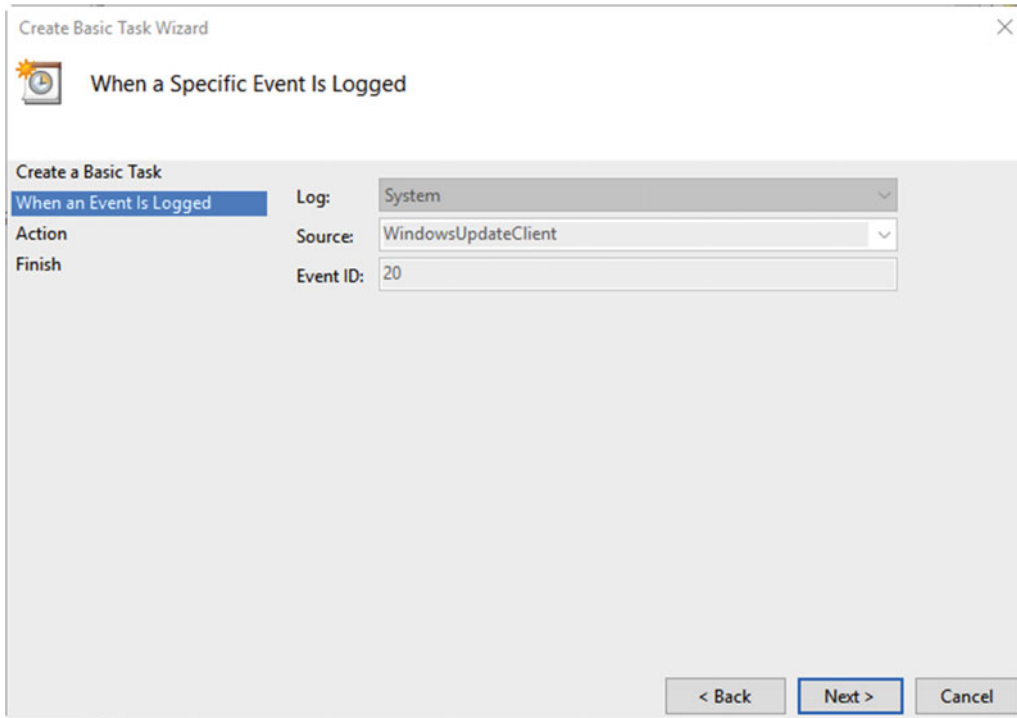 Create Basic Task Wizard
When a Specific Event Is Logged
Create a Basic Task
When an Event Is Logged
Action
Finish
Log: System
Source: WindowsUpdateClient
Event ID: 20
< Back Next > Cancel